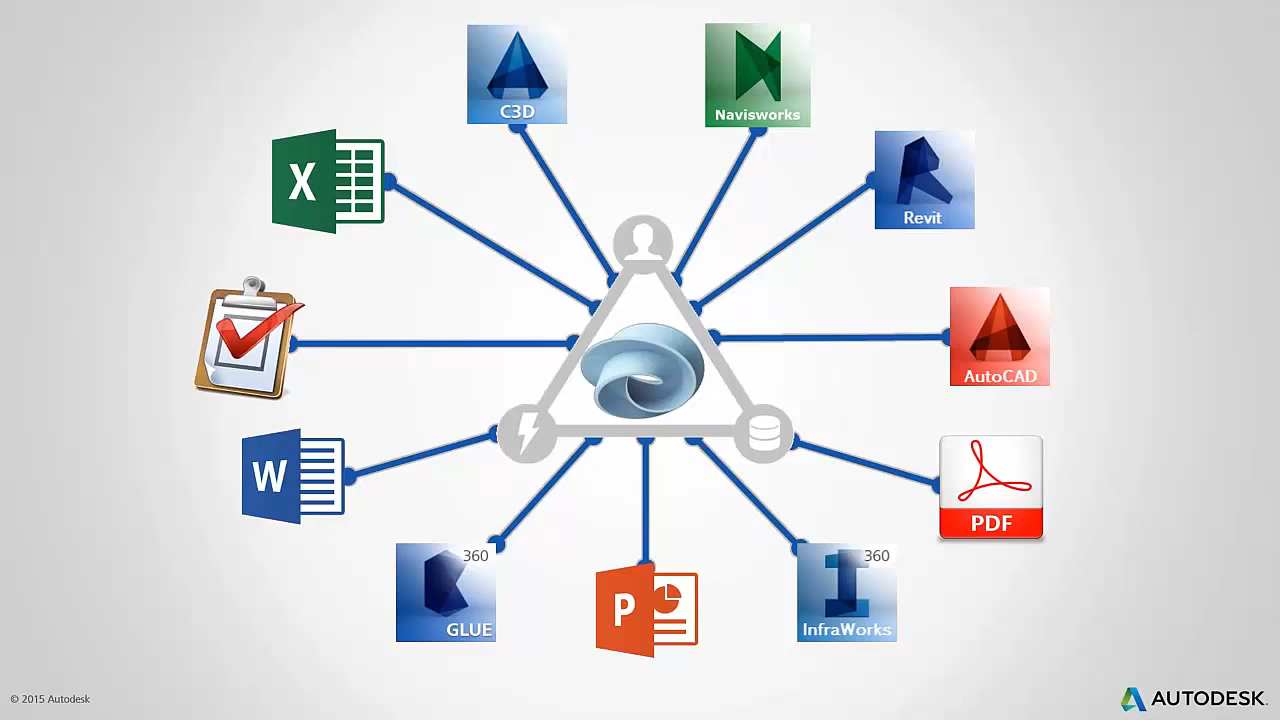 C3D
Navisworks
X
Revit
AutoCAD
W
PDF
360
GLUE
P
360
InfraWorks
© 2015 Autodesk
AUTODESK.